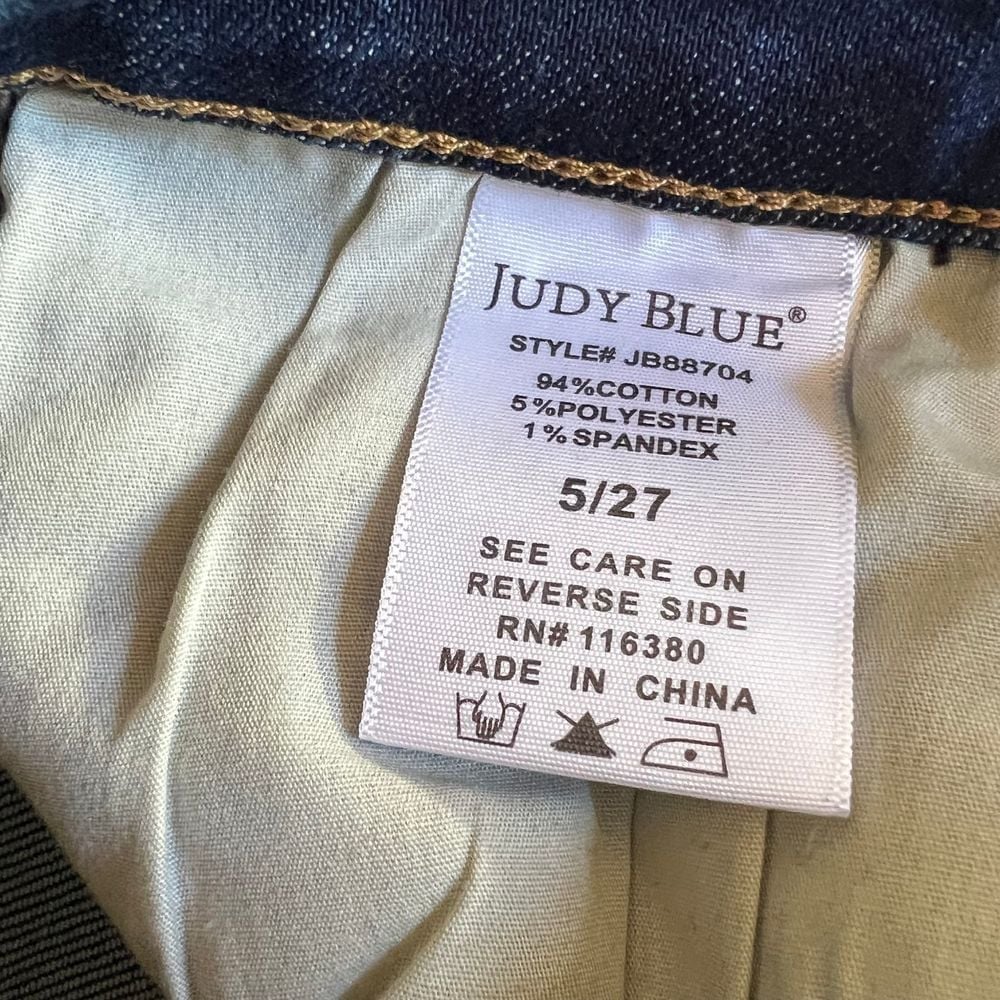 JUDY BLUE®
STYLE# JB88704
94%COTTON
5%POLYESTER
1%SPANDEX
5/27
SEE CARE ON
REVERSE SIDE
RN# 116380
MADE IN CHINA